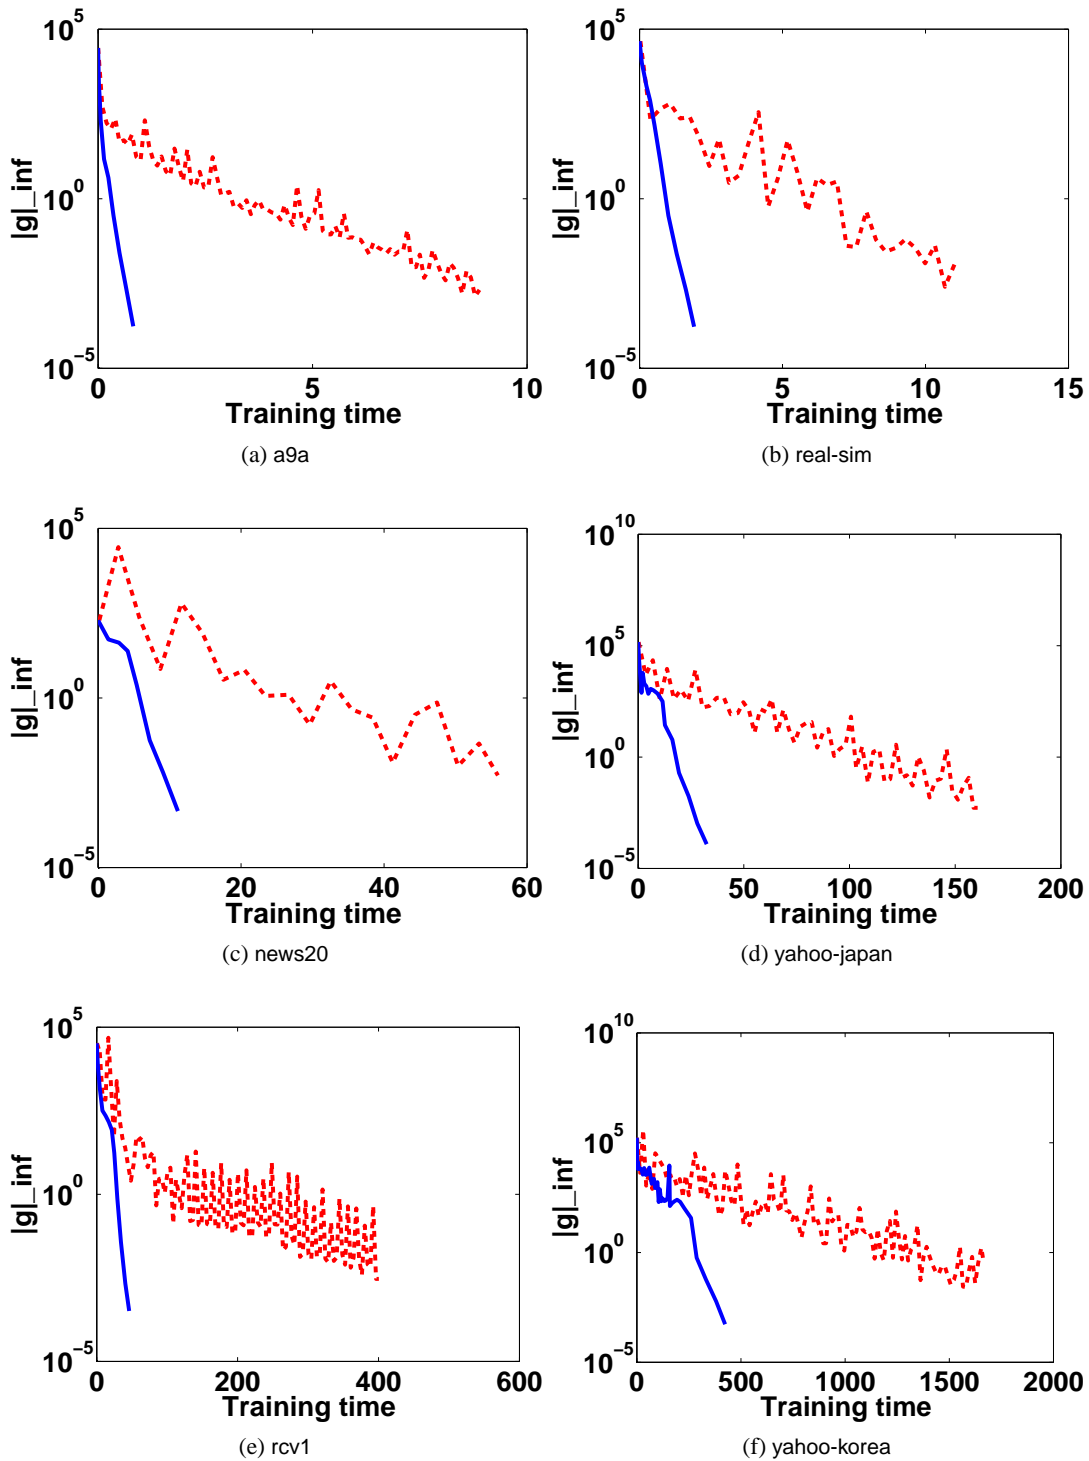 10^5
10^0
10^-5
|g|_inf
0 5 10
Training time
(a) a9a
10^5
10^0
10^-5
|g|_inf
0 5 10 15
Training time
(b) real-sim
10^5
10^0
10^-5
|g|_inf
0 20 40 60
Training time
(c) news20
10^10
10^5
10^0
10^-5
|g|_inf
0 50 100 150 200
Training time
(d) yahoo-japan
10^5
10^0
10^-5
|g|_inf
0 200 400 600
Training time
(e) rcv1
10^10
10^5
10^0
10^-5
|g|_inf
0 500 1000 1500 2000
Training time
(f) yahoo-korea